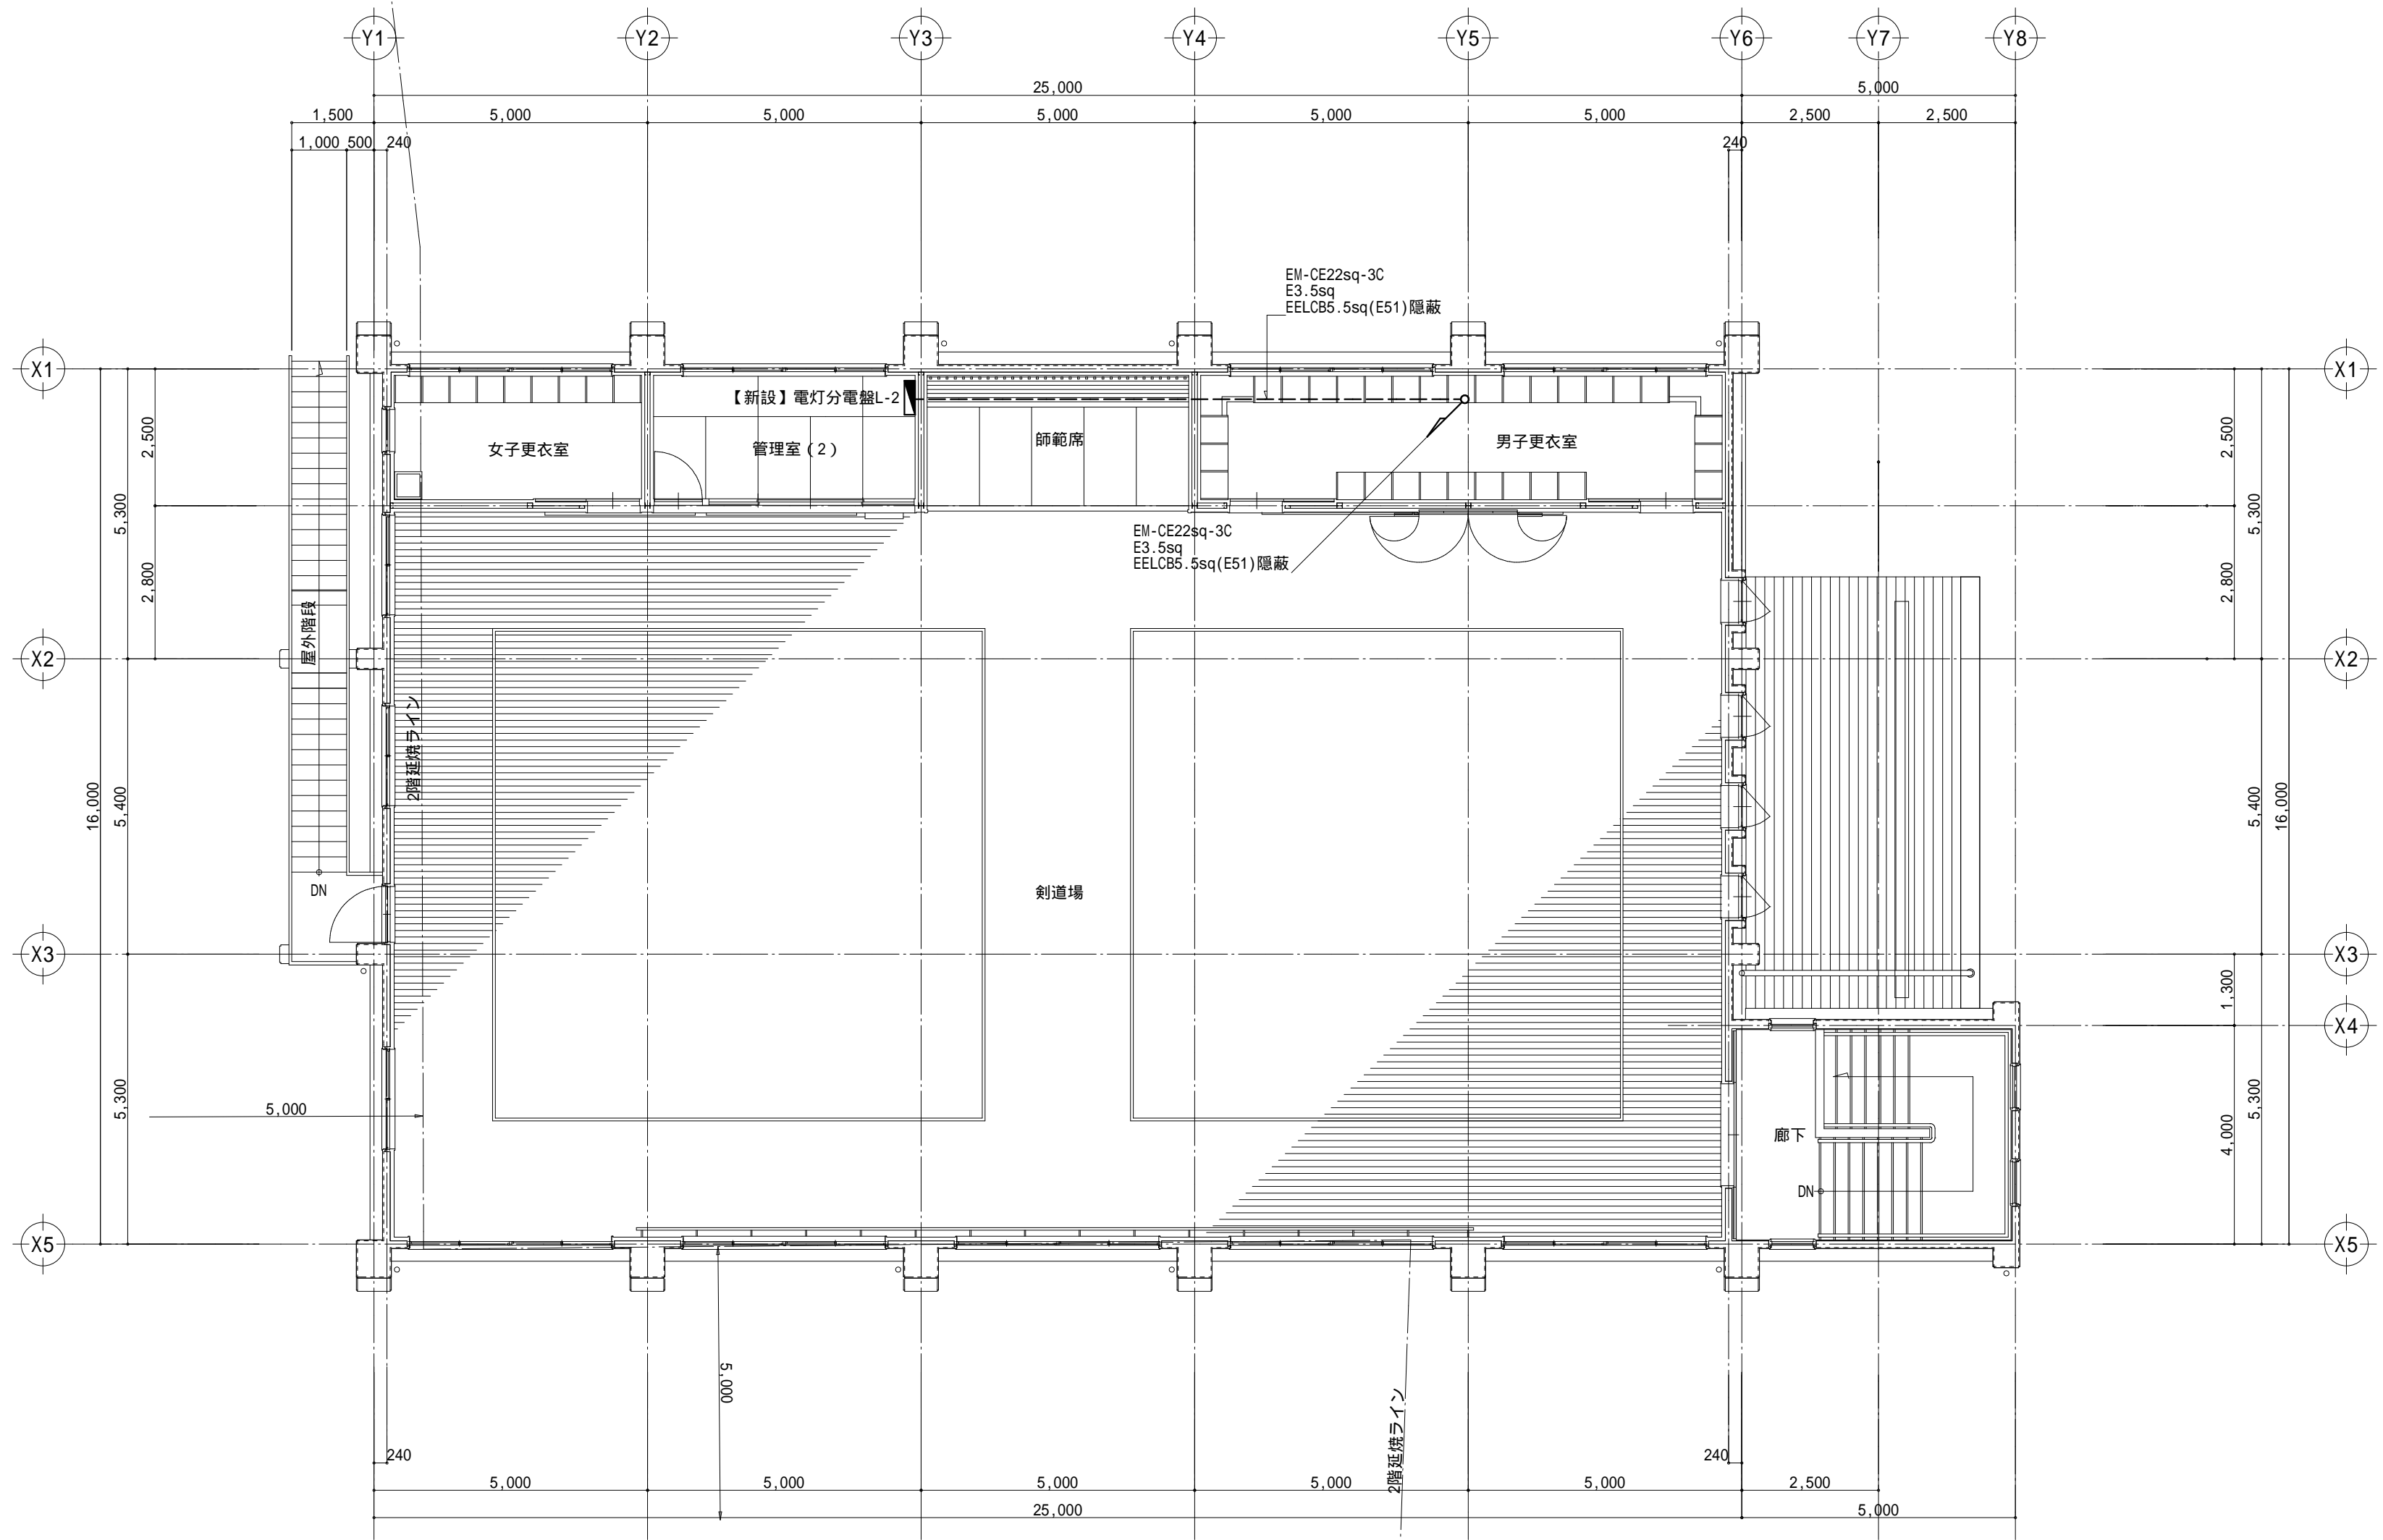 Y1 Y2 Y3 Y4 Y5 Y6 Y7 Y8
25,000 5,000
1,500 5,000 5,000 5,000 5,000 5,000 2,500 2,500
1,000 500 240 240
EM-CE22sq-3C
E3.5sq
EELCB5.5sq(E51)隠蔽
X1 X1
【新設】電灯分電盤L-2
女子更衣室 管理室(2) 師範席 男子更衣室
2,500 2,500
5,300 5,300
EM-CE22sq-3C
E3.5sq
EELCB5.5sq(E51)隠蔽
2,800 2,800
屋外階段
X2 X2
2階延焼ライン
16,000 5,400 5,400 16,000
DN
剣道場
X3 X3
1,300
X4
5,300 5,000 5,300
廊下
4,000
DN
X5 X5
5,000
2階延焼ライン
240 240
5,000 5,000 5,000 5,000 5,000 2,500
25,000 5,000